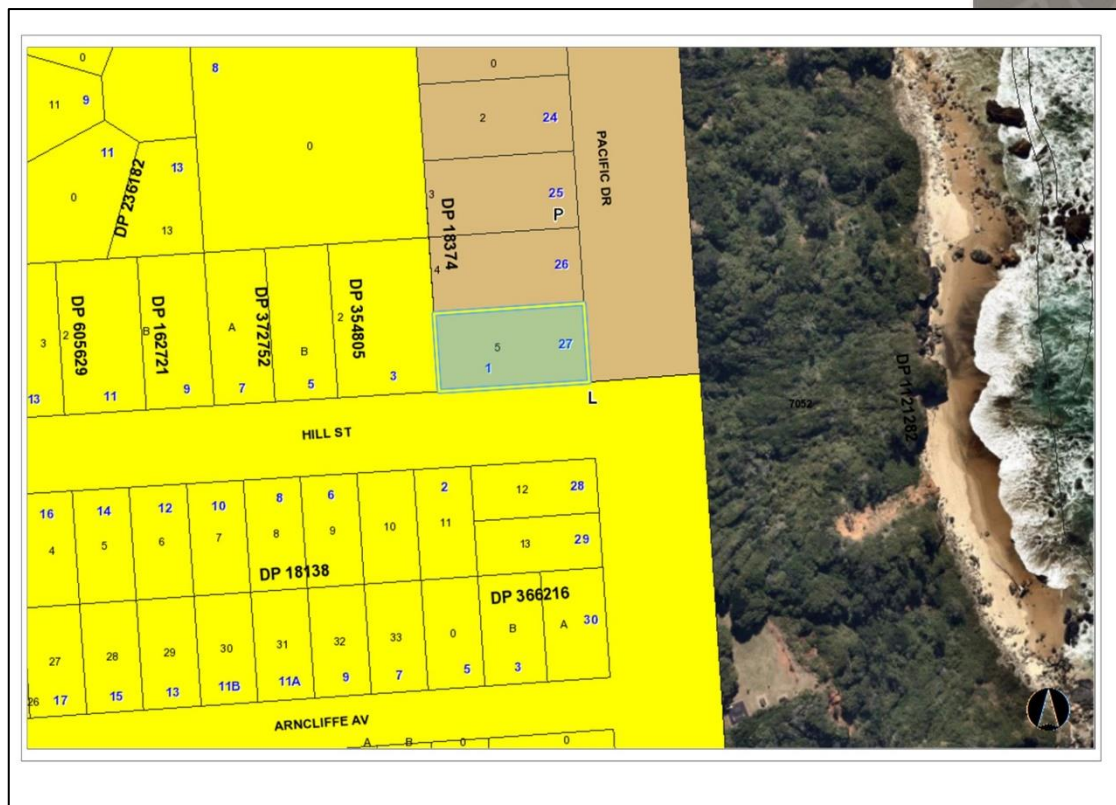 0
8
0
11 9
2 24
11
0
PACIFIC DR
13
DP 236182
3
25
0
DP 18374
P
13
4
26
DP 605629
DP 162721
DP 372752
DP 354805
3
2
B
A
B
2
5
27
1
13
11
9
7
5
3
L
DP 1121282
7052
HILL ST
16
14
12
10
8
6
2
12
28
4
5
6
7
8
9
10
11
13
29
DP 18138
DP 366216
27
28
29
30
31
32
33
0
B
A
30
26
17
15
13
11B
11A
9
7
5
3
ARNCLIFFE AV
A
B
0
0